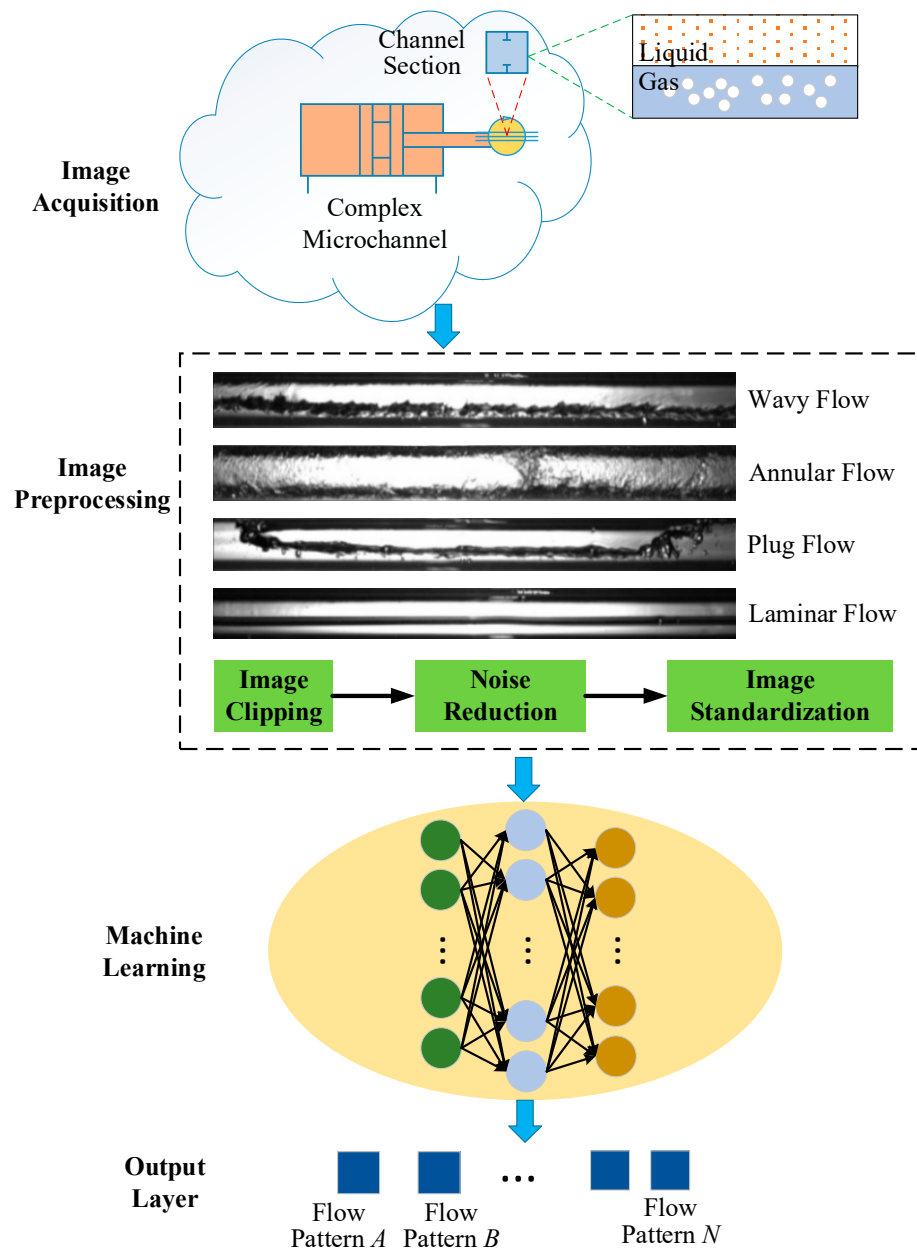 Channel
Section
Liquid
Gas
Image
Acquisition
Complex
Microchannel
Wavy Flow
Image
Preprocessing
Annular Flow
Plug Flow
Laminar Flow
Image
Clipping
Noise
Reduction
Image
Standardization
Machine
Learning
Output
Layer
Flow
Pattern A
Flow
Pattern B
Flow
Pattern N